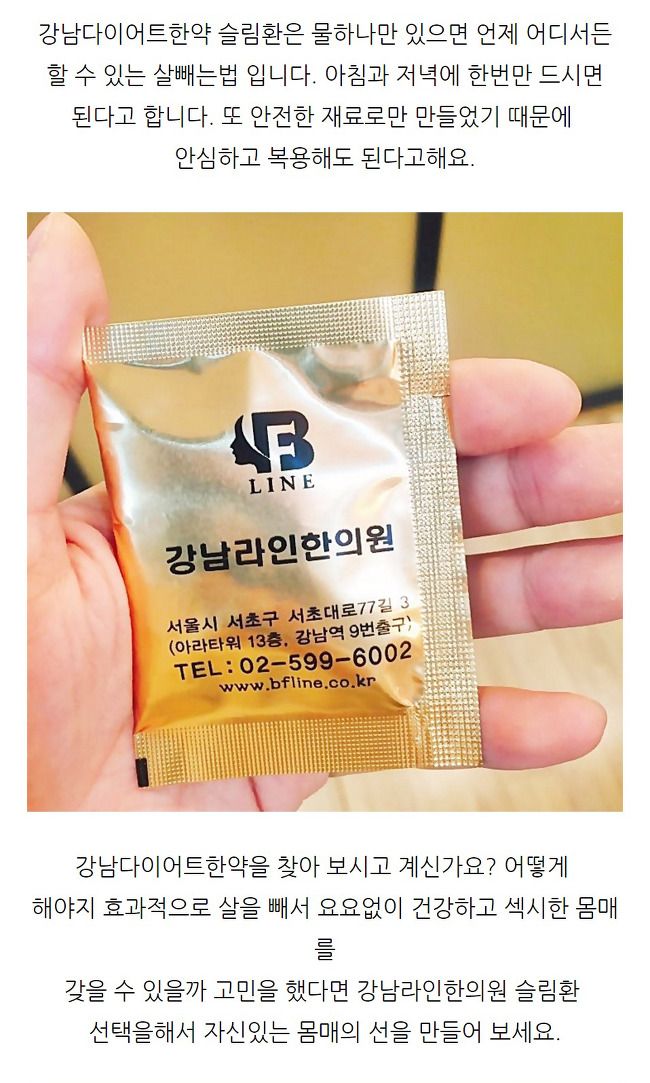 강남다이어트한약 슬림환은 물하나만 있으면 언제 어디서든
할 수 있는 살빼는법 입니다. 아침과 저녁에 한번만 드시면
된다고 합니다. 또 안전한 재료로만 만들었기 때문에
안심하고 복용해도 된다고해요.
BF
LINE
강남라인한의원
서울시 서초구 서초대로77길 3
(아라타워 13층, 강남역 9번출구)
TEL : 02-599-6002
www.bfline.co.kr
강남다이어트한약을 찾아 보시고 계신가요? 어떻게
해야지 효과적으로 살을 빼서 요요없이 건강하고 섹시한 몸매
를
갖을 수 있을까 고민을 했다면 강남라인한의원 슬림환
선택을해서 자신있는 몸매의 선을 만들어 보세요.